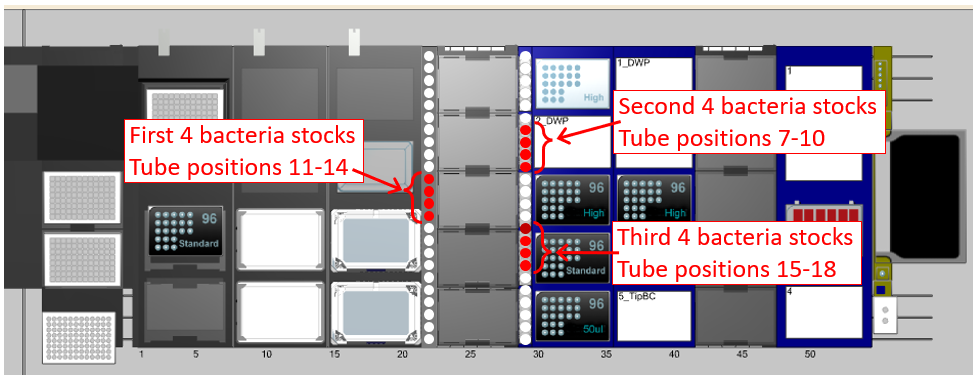 High
1_DWP
1
Second 4 bacteria stocks
Tube positions 7-10
2_DWP
First 4 bacteria stocks
Tube positions 11-14
96
High
96
High
96
Standard
Third 4 bacteria stocks
Tube positions 15-18
96
Standard
96
50ul
5_TipBC
4
1 5 10 15 20 25 30 35 40 45 50